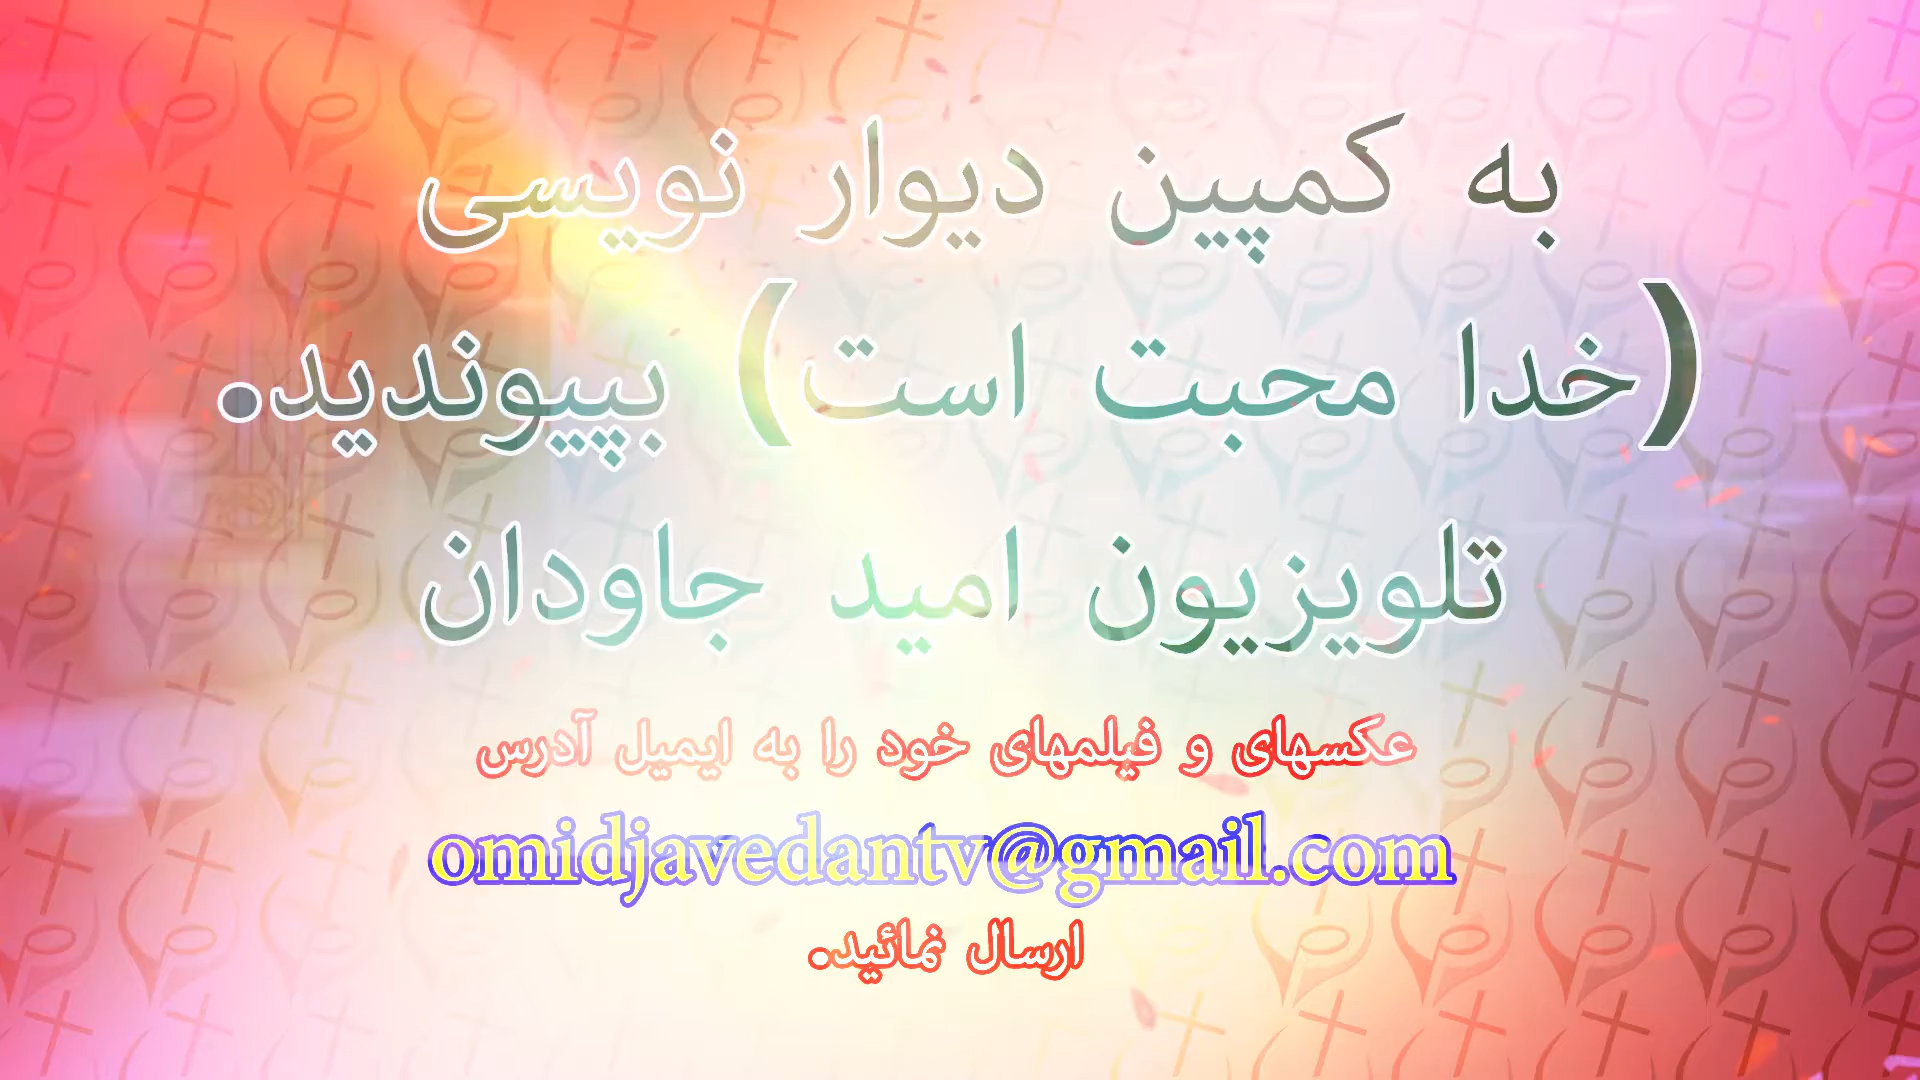 به کمپین دیوار نویسی
(خدا محبت است) بپیوندید.
تلویزیون امید جاودان
عکسهای و فیلمهای خود را به ایمیل آدرس
omidjavedantv@gmail.com
ارسال نمائید.